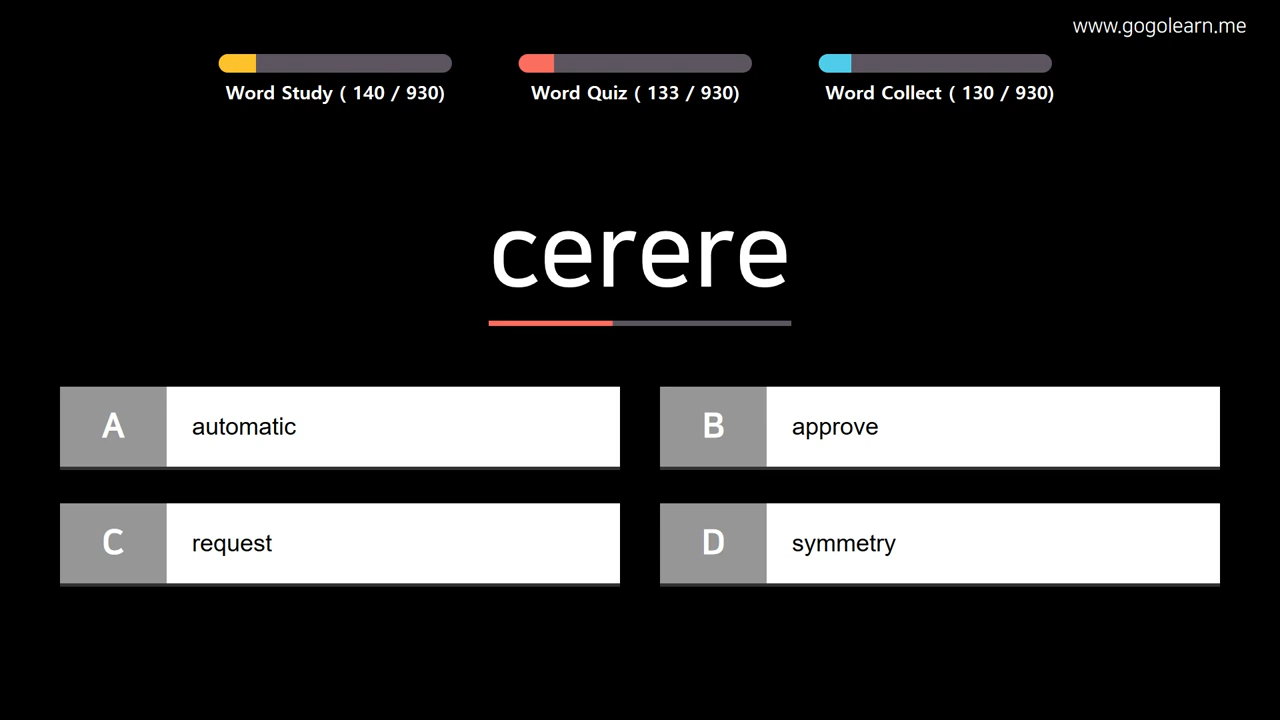 www.gogolearn.me
Word Study ( 140 / 930)
Word Quiz ( 133 / 930)
Word Collect ( 130 / 930)
cerere
A automatic
B approve
C request
D symmetry